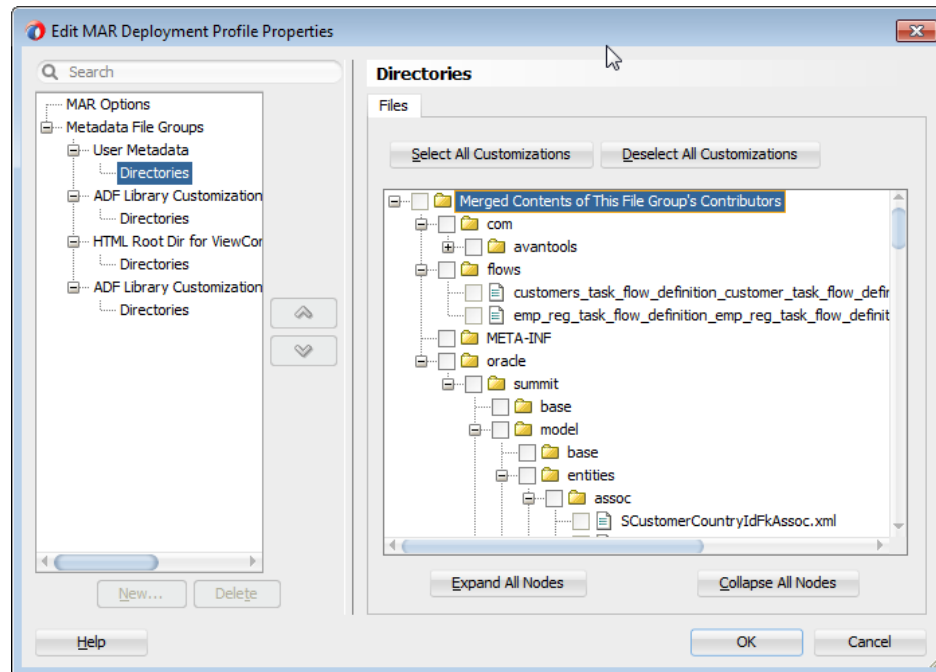 Edit MAR Deployment Profile Properties
Search
MAR Options
Metadata File Groups
User Metadata
Directories
ADF Library Customization
Directories
HTML Root Dir for ViewCor
Directories
ADF Library Customization
Directories
New...
Delete
Directories
Files
Select All Customizations
Deselect All Customizations
Merged Contents of This File Group's Contributors
com
avantools
flows
customers_task_flow_definition_customer_task_flow_defir
emp_reg_task_flow_definition_emp_reg_task_flow_definit
META-INF
oracle
summit
base
model
base
entities
assoc
SCustomerCountryIdFkAssoc.xml
Expand All Nodes
Collapse All Nodes
Help
OK
Cancel